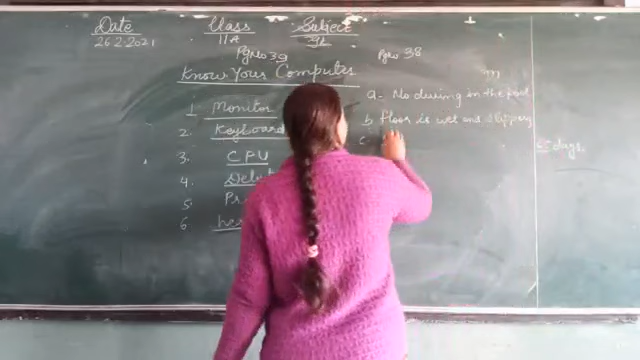 Date
26.2.2021
Class
IIA
Subject
Pg no 39
Pg no 38
Know Your Computer
m
1. Monitor
2. Keyboard
3. CPU
4.
5.
6
a - No diving in the pool
b Floor is wet and slippery
c
days